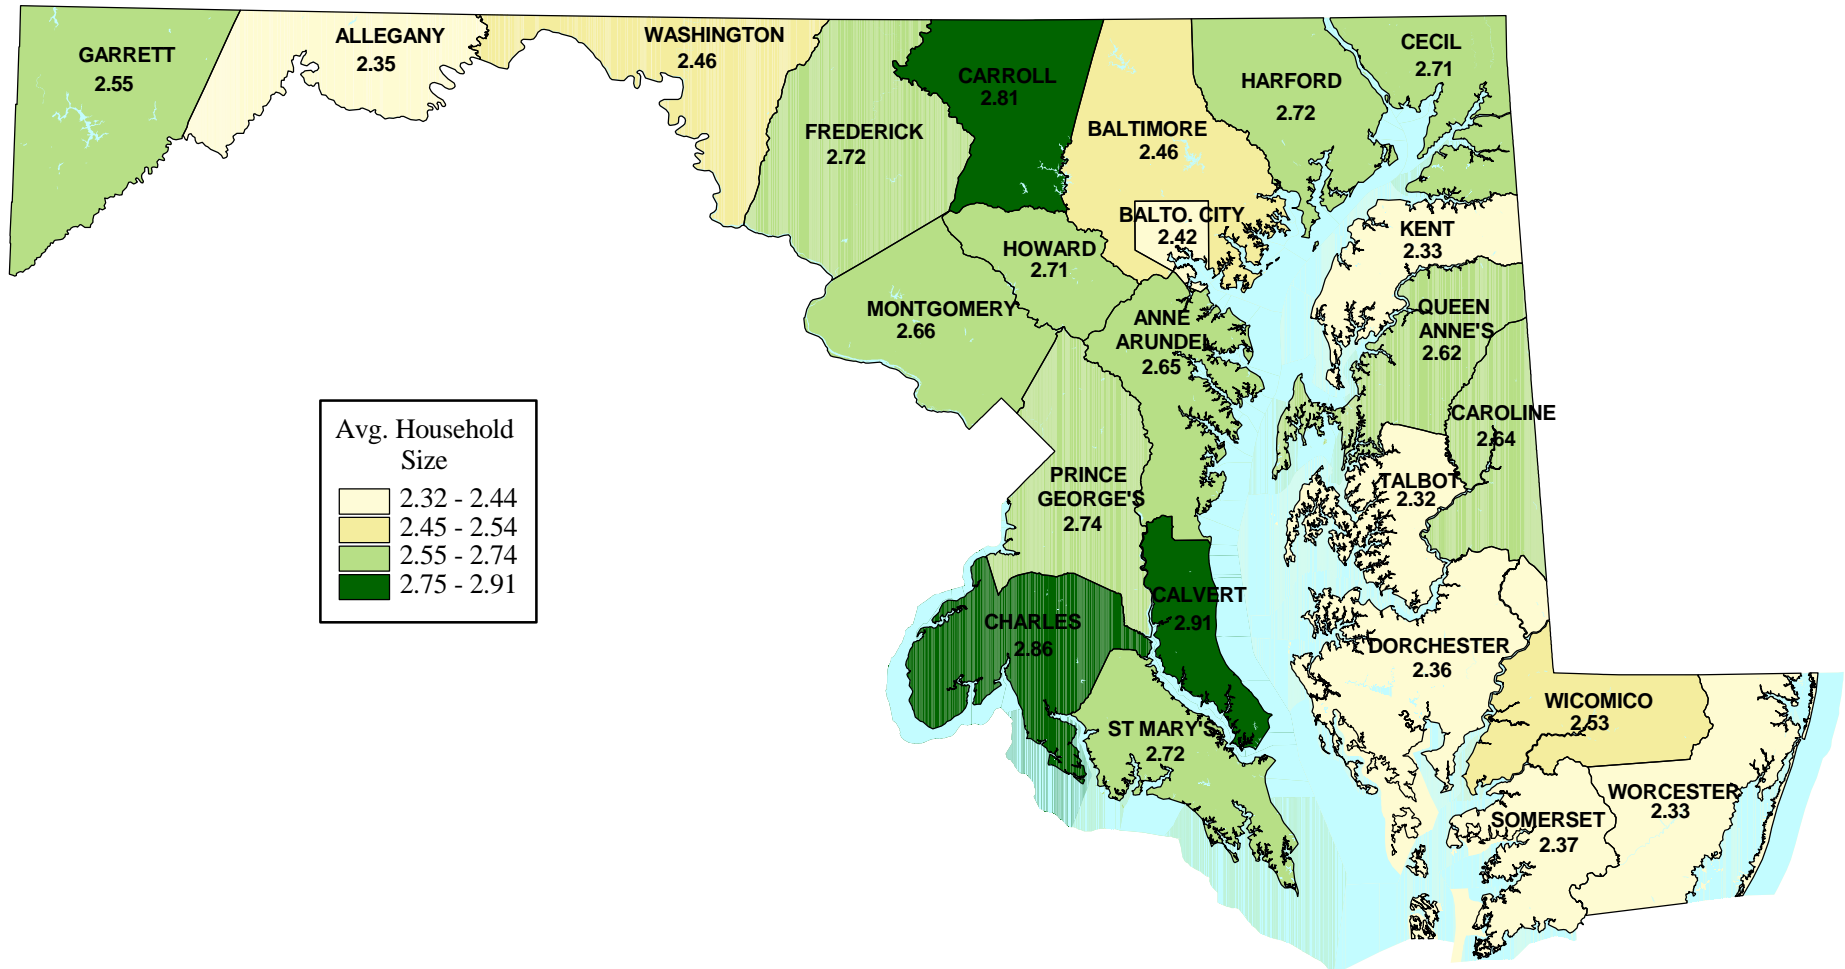 GARRETT
2.55
ALLEGANY
2.35
WASHINGTON
2.46
FREDERICK
2.72
CARROLL
2.81
BALTIMORE
2.46
BALTO. CITY
2.42
HARFORD
2.72
CECIL
2.71
KENT
2.33
HOWARD
2.71
MONTGOMERY
2.66
ANNE
ARUNDEL
2.65
QUEEN
ANNE'S
2.62
CAROLINE
2.64
TALBOT
2.32
PRINCE
GEORGE'S
2.74
CALVERT
2.91
CHARLES
2.86
ST MARY'S
2.72
DORCHESTER
2.36
WICOMICO
2.53
WORCESTER
2.33
SOMERSET
2.37
Avg. Household
Size
2.32 - 2.44
2.45 - 2.54
2.55 - 2.74
2.75 - 2.91